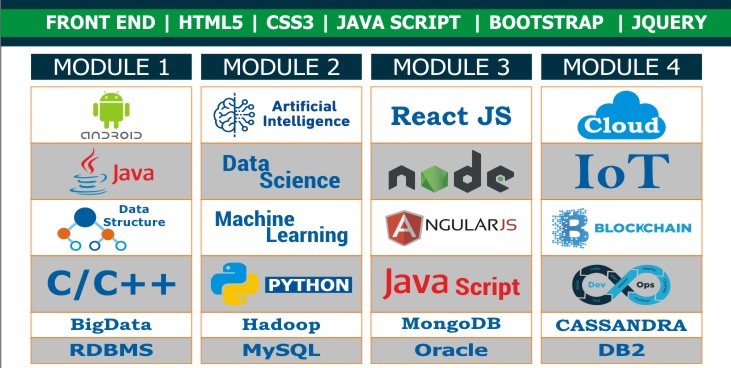 FRONT END | HTML5 | CSS3 | JAVA SCRIPT | BOOTSTRAP | JQUERY
MODULE 1
ANDROID
Java
Data
Structure
C/C++
BigData
RDBMS
MODULE 2
Artificial
Intelligence
Data
Science
Machine
Learning
PYTHON
Hadoop
MySQL
MODULE 3
React JS
node
NGULARJS
Java Script
MongoDB
Oracle
MODULE 4
Cloud
IoT
BLOCKCHAIN
Dev Ops
CASSANDRA
DB2